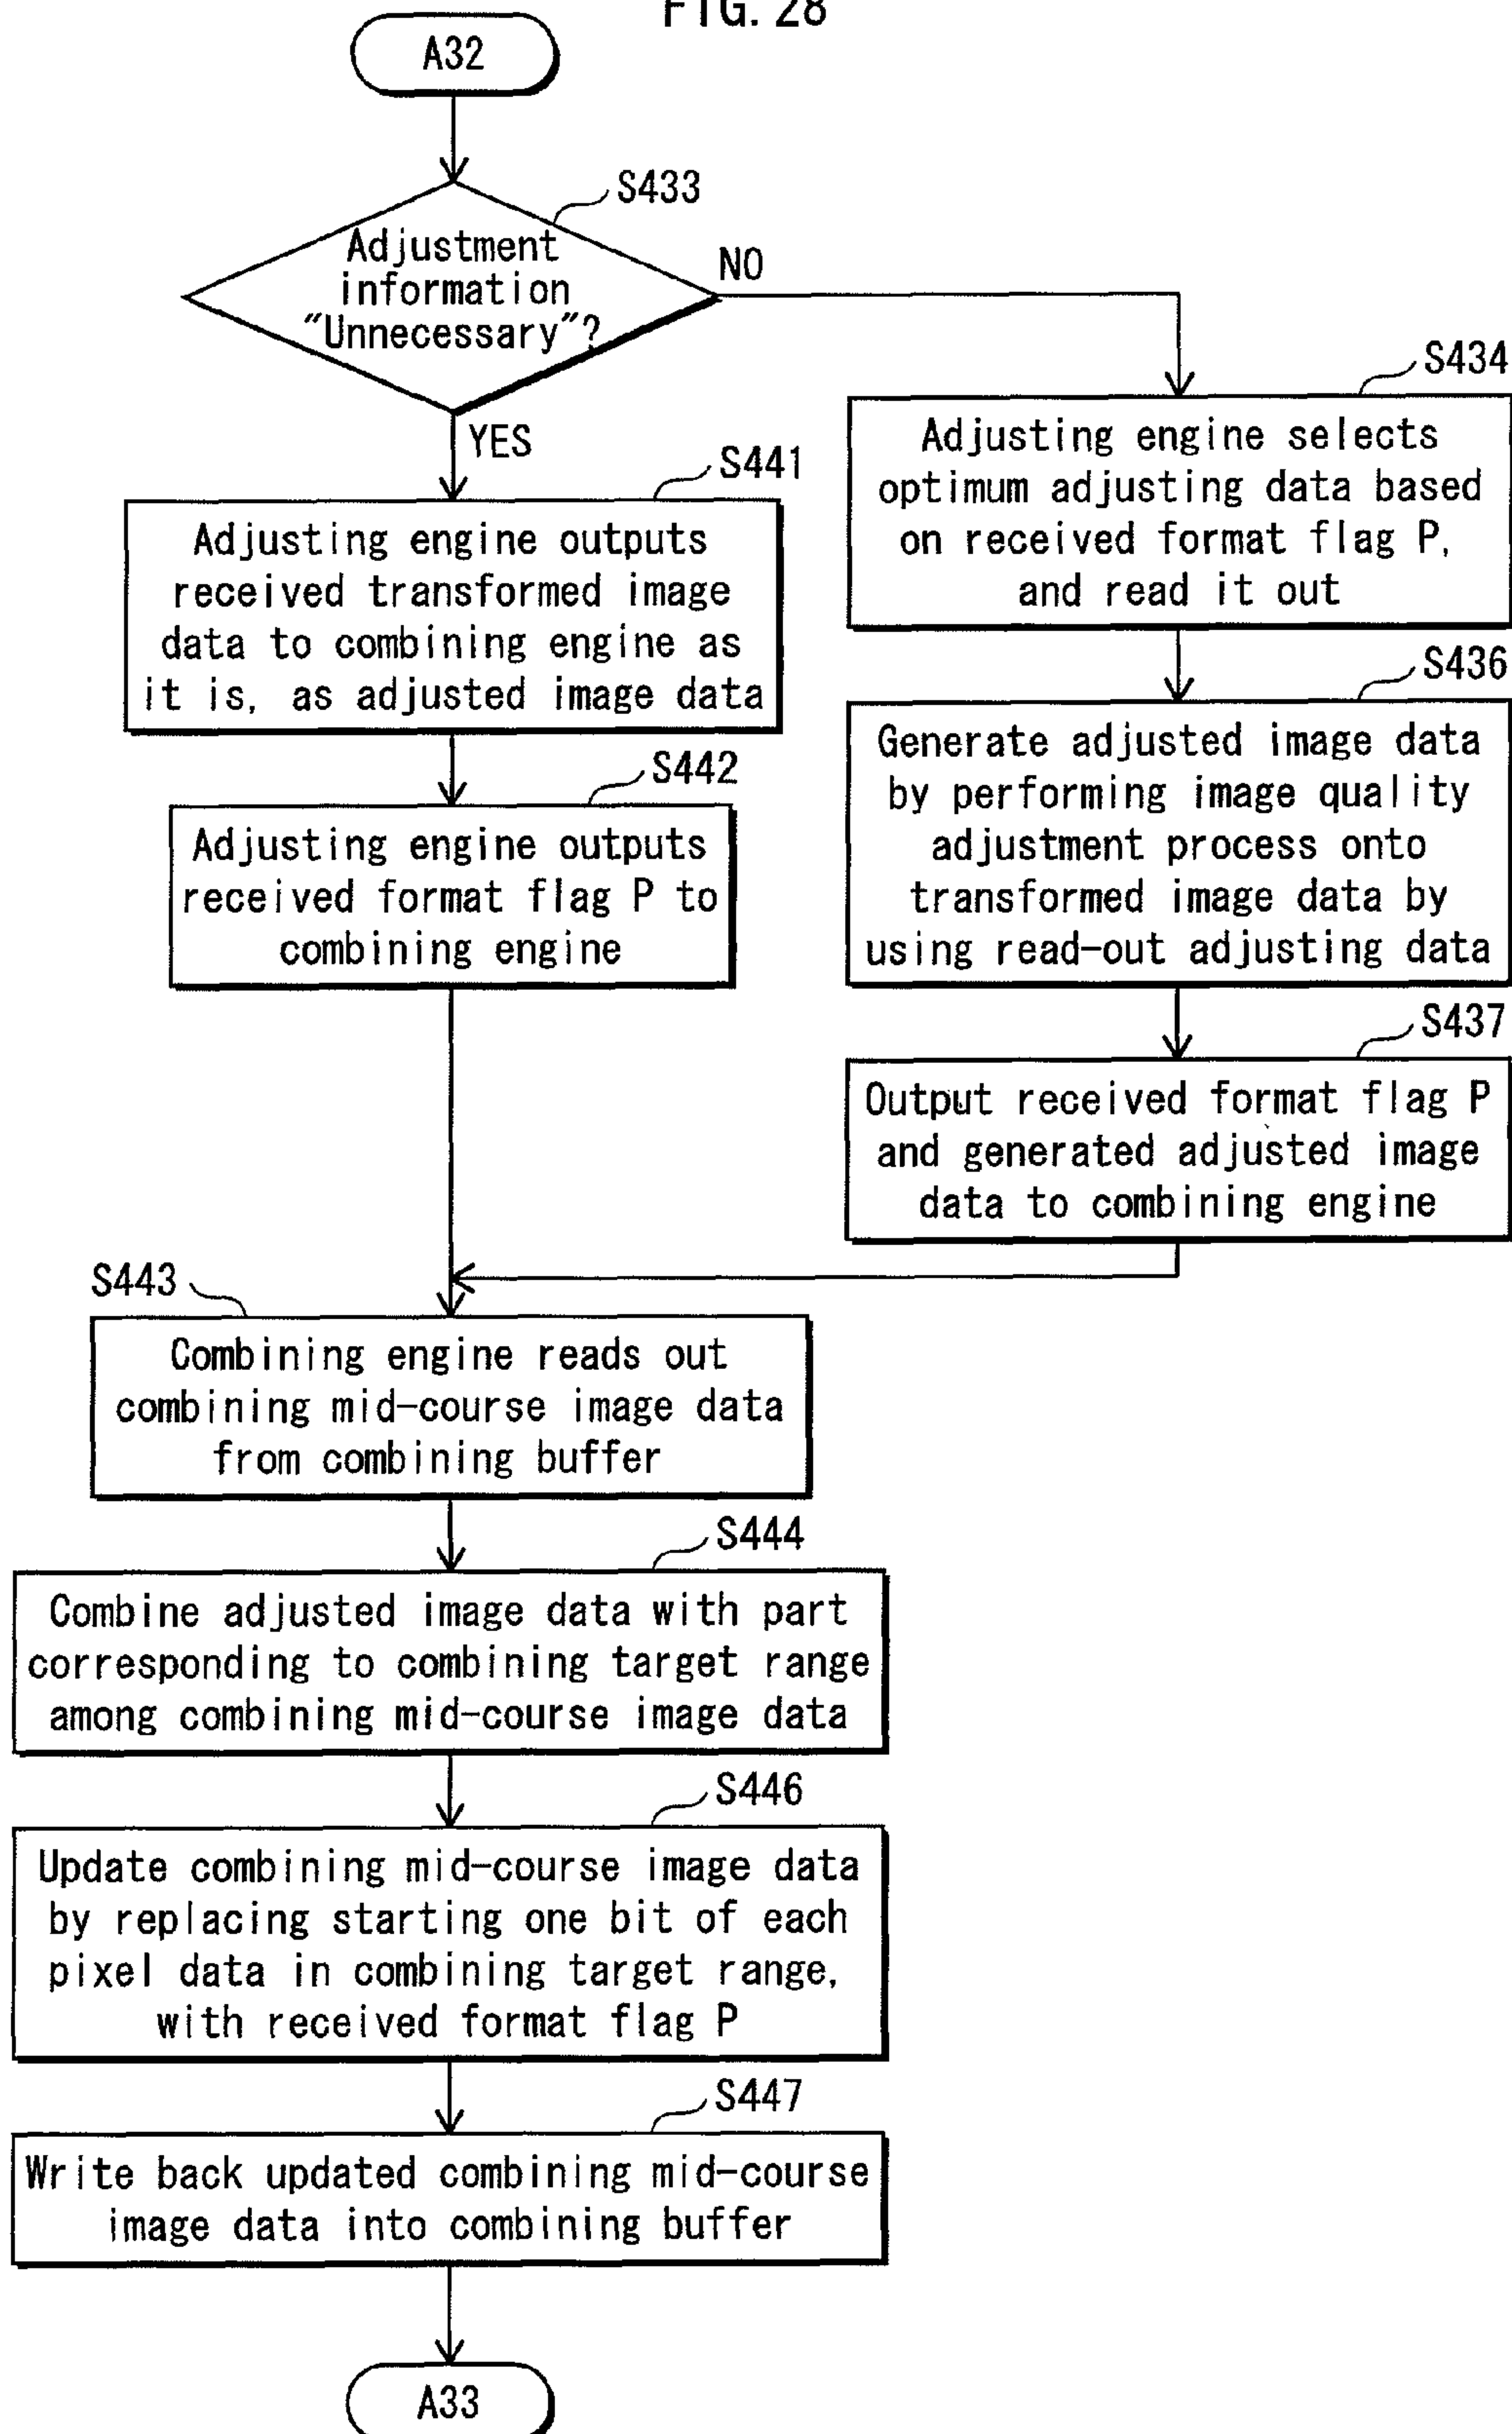 FIG. 28
A32
S433
Adjustment
information
"Unnecessary"?
NO
YES
S434
Adjusting engine selects
optimum adjusting data based
on received format flag P,
and read it out
S441
Adjusting engine outputs
received transformed image
data to combining engine as
it is, as adjusted image data
S436
Generate adjusted image data
by performing image quality
adjustment process onto
transformed image data by
using read-out adjusting data
S442
Adjusting engine outputs
received format flag P to
combining engine
S437
Output received format flag P
and generated adjusted image
data to combining engine
S443
Combining engine reads out
combining mid-course image data
from combining buffer
S444
Combine adjusted image data with part
corresponding to combining target range
among combining mid-course image data
S446
Update combining mid-course image data
by replacing starting one bit of each
pixel data in combining target range,
with received format flag P
S447
Write back updated combining mid-course
image data into combining buffer
A33